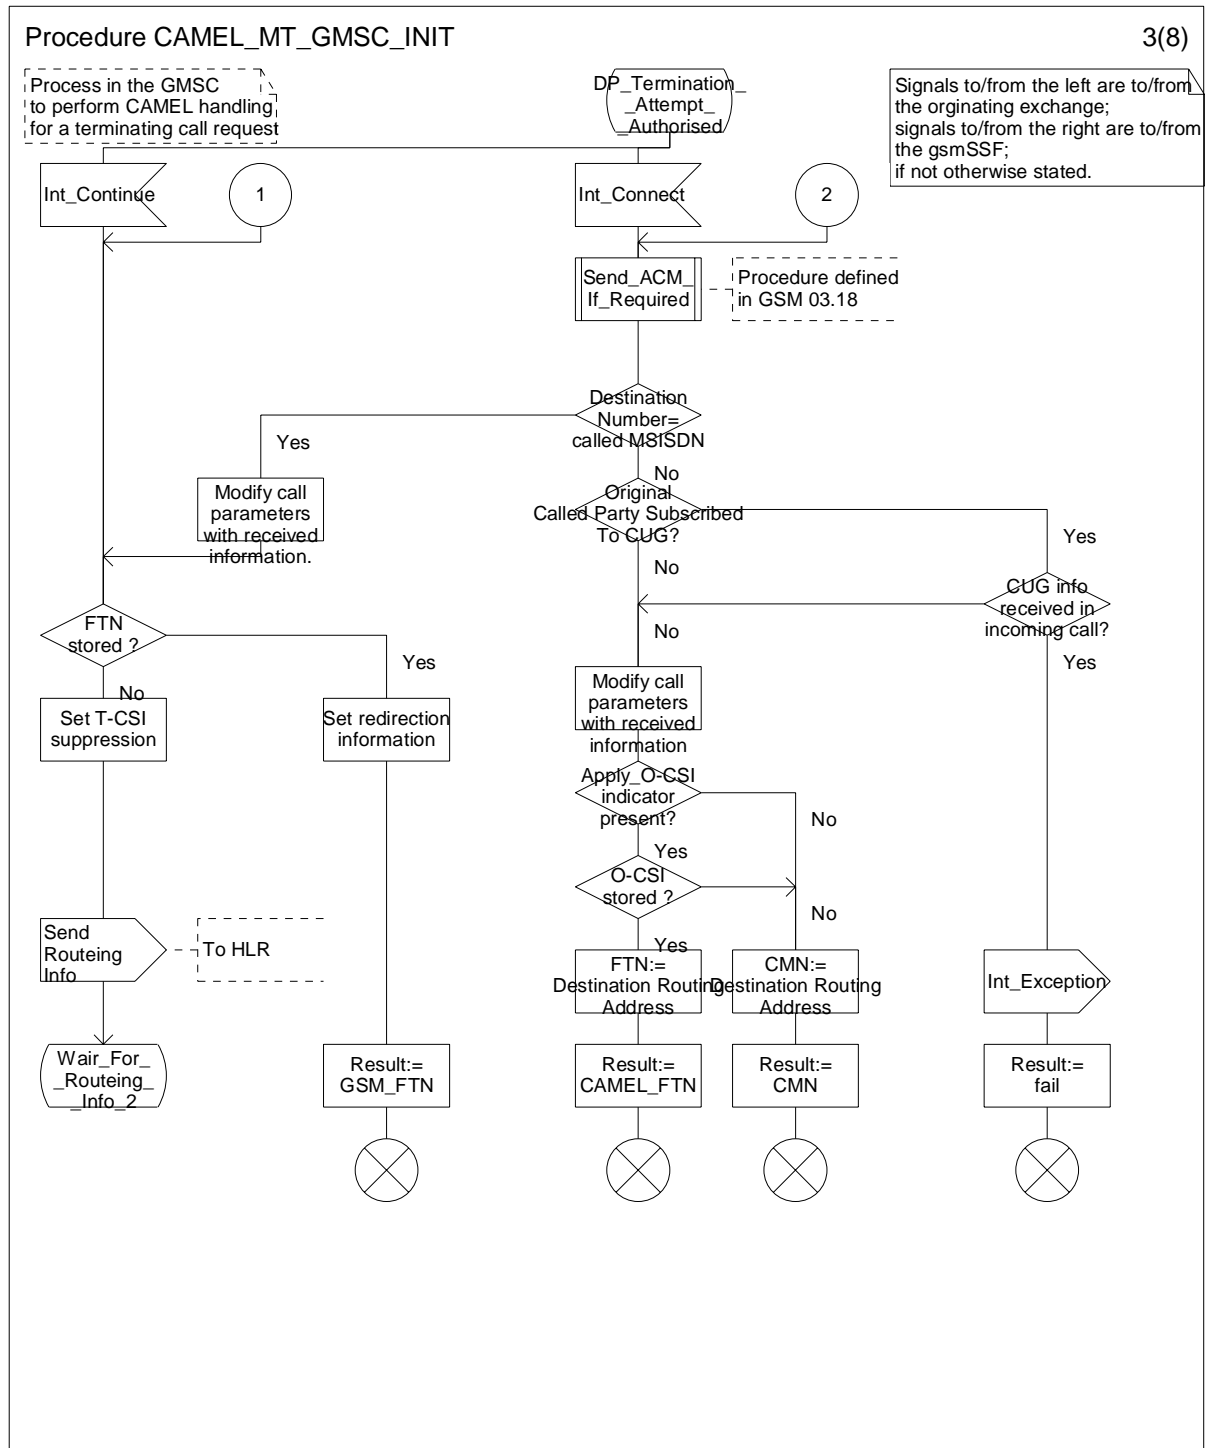 Procedure CAMEL_MT_GMSC_INIT
3(8)
Process in the GMSC
to perform CAMEL handling
for a terminating call request
DP_Termination_
_Attempt_
_Authorised
Signals to/from the left are to/from
the orginating exchange;
signals to/from the right are to/from
the gsmSSF;
if not otherwise stated.
Int_Continue
1
Int_Connect
2
Send_ACM_
If_Required
Procedure defined
in GSM 03.18
Destination
Number=
called MSISDN
Yes
No
Modify call
parameters
with received
information.
Original
Called Party Subscribed
To CUG?
Yes
No
CUG info
received in
incoming call?
No
Yes
FTN
stored ?
Yes
No
Set T-CSI
suppression
Set redirection
information
Modify call
parameters
with received
information
Apply_O-CSI
indicator
present?
No
Yes
O-CSI
stored ?
No
Yes
Send
Routeing
Info
To HLR
FTN:=
Destination Routing
Address
CMN:=
Destination Routing
Address
Int_Exception
Wair_For_
_Routeing_
_Info_2
Result:=
GSM_FTN
Result:=
CAMEL_FTN
Result:=
CMN
Result:=
fail